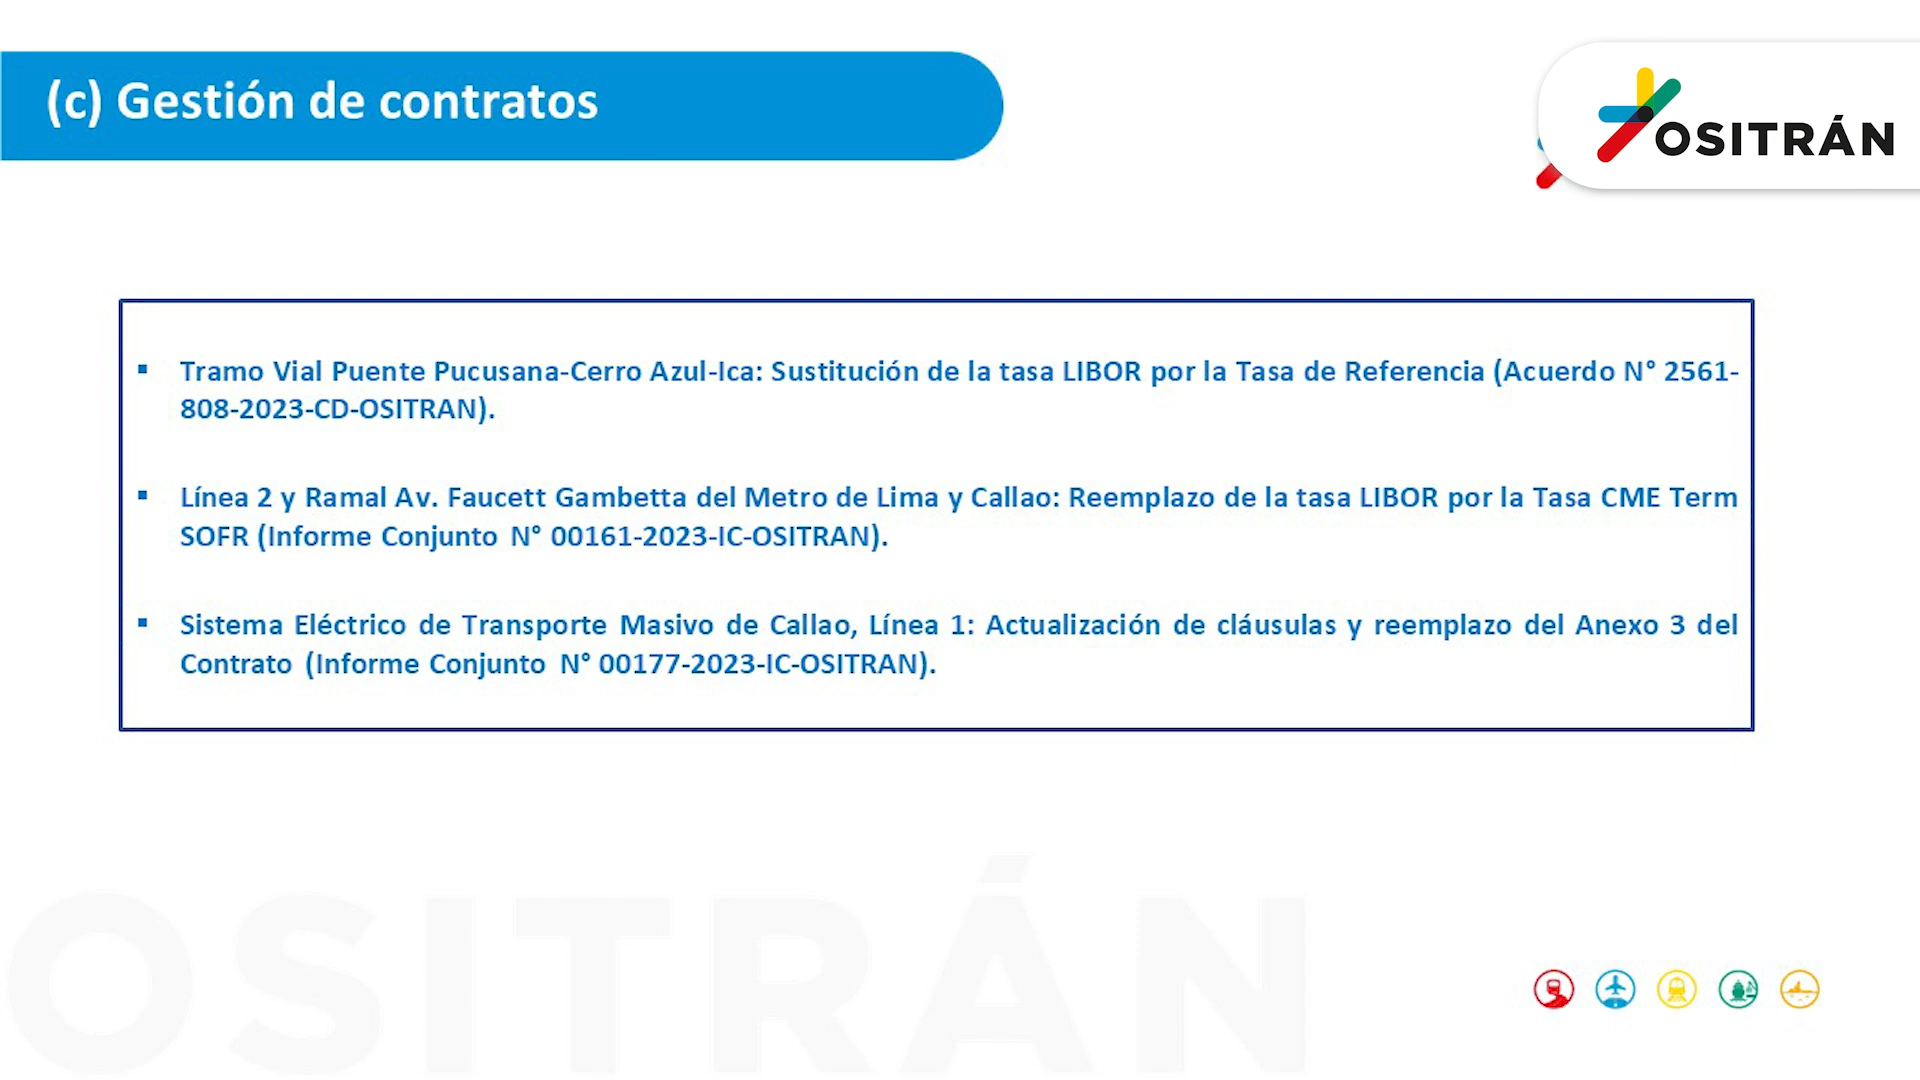 (c) Gestión de contratos
OSITRÁN
▪ Tramo Vial Puente Pucusana-Cerro Azul-Ica: Sustitución de la tasa LIBOR por la Tasa de Referencia (Acuerdo N° 2561-
808-2023-CD-OSITRAN).
▪ Línea 2 y Ramal Av. Faucett Gambetta del Metro de Lima y Callao: Reemplazo de la tasa LIBOR por la Tasa CME Term
SOFR (Informe Conjunto N° 00161-2023-IC-OSITRAN).
▪ Sistema Eléctrico de Transporte Masivo de Callao, Línea 1: Actualización de cláusulas y reemplazo del Anexo 3 del
Contrato (Informe Conjunto N° 00177-2023-IC-OSITRAN).
OSITRÁN